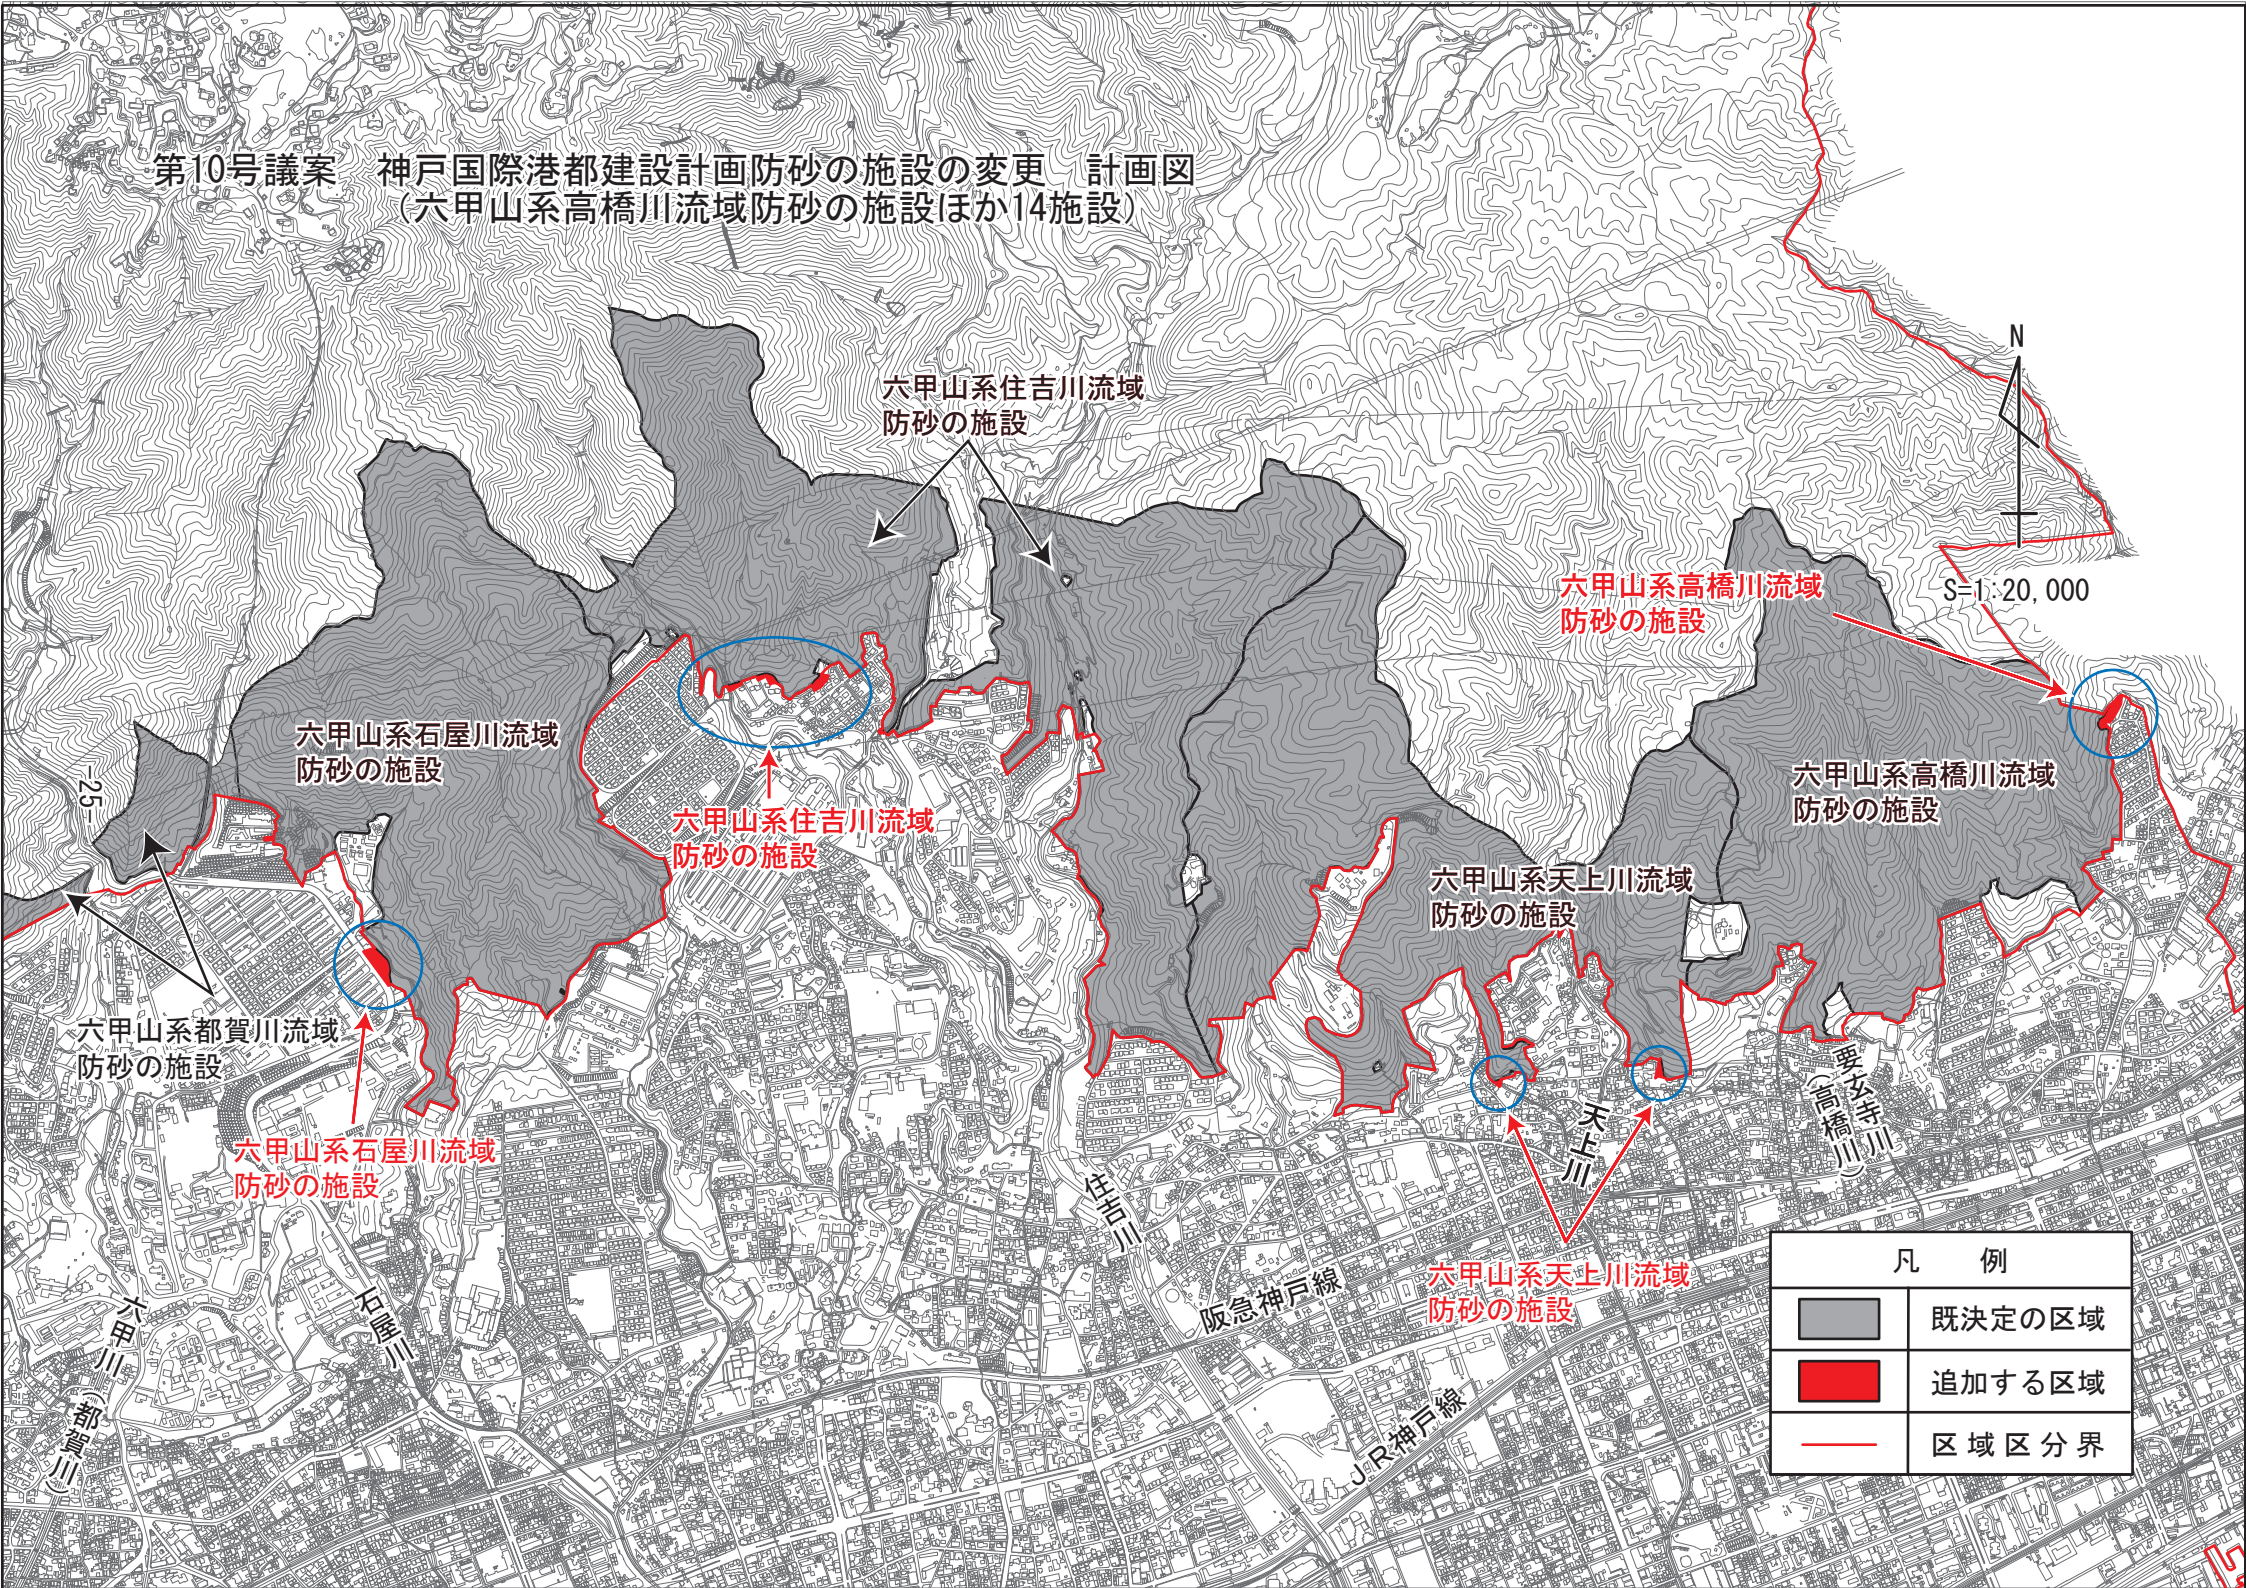 第10号議案　神戸国際港都建設計画防砂の施設の変更　計画図
（六甲山系高橋川流域防砂の施設ほか14施設）
六甲山系住吉川流域
防砂の施設
N
S=1:20,000
六甲山系高橋川流域
防砂の施設
六甲山系石屋川流域
防砂の施設
-25-
六甲山系住吉川流域
防砂の施設
六甲山系高橋川流域
防砂の施設
六甲山系天上川流域
防砂の施設
六甲山系都賀川流域
防砂の施設
六甲山系石屋川流域
防砂の施設
六甲山系天上川流域
防砂の施設
要玄寺川
（高橋川）
天上川
住吉川
石屋川
六甲川（都賀川）
阪急神戸線
JR神戸線
凡　例
既決定の区域
追加する区域
区域区分界